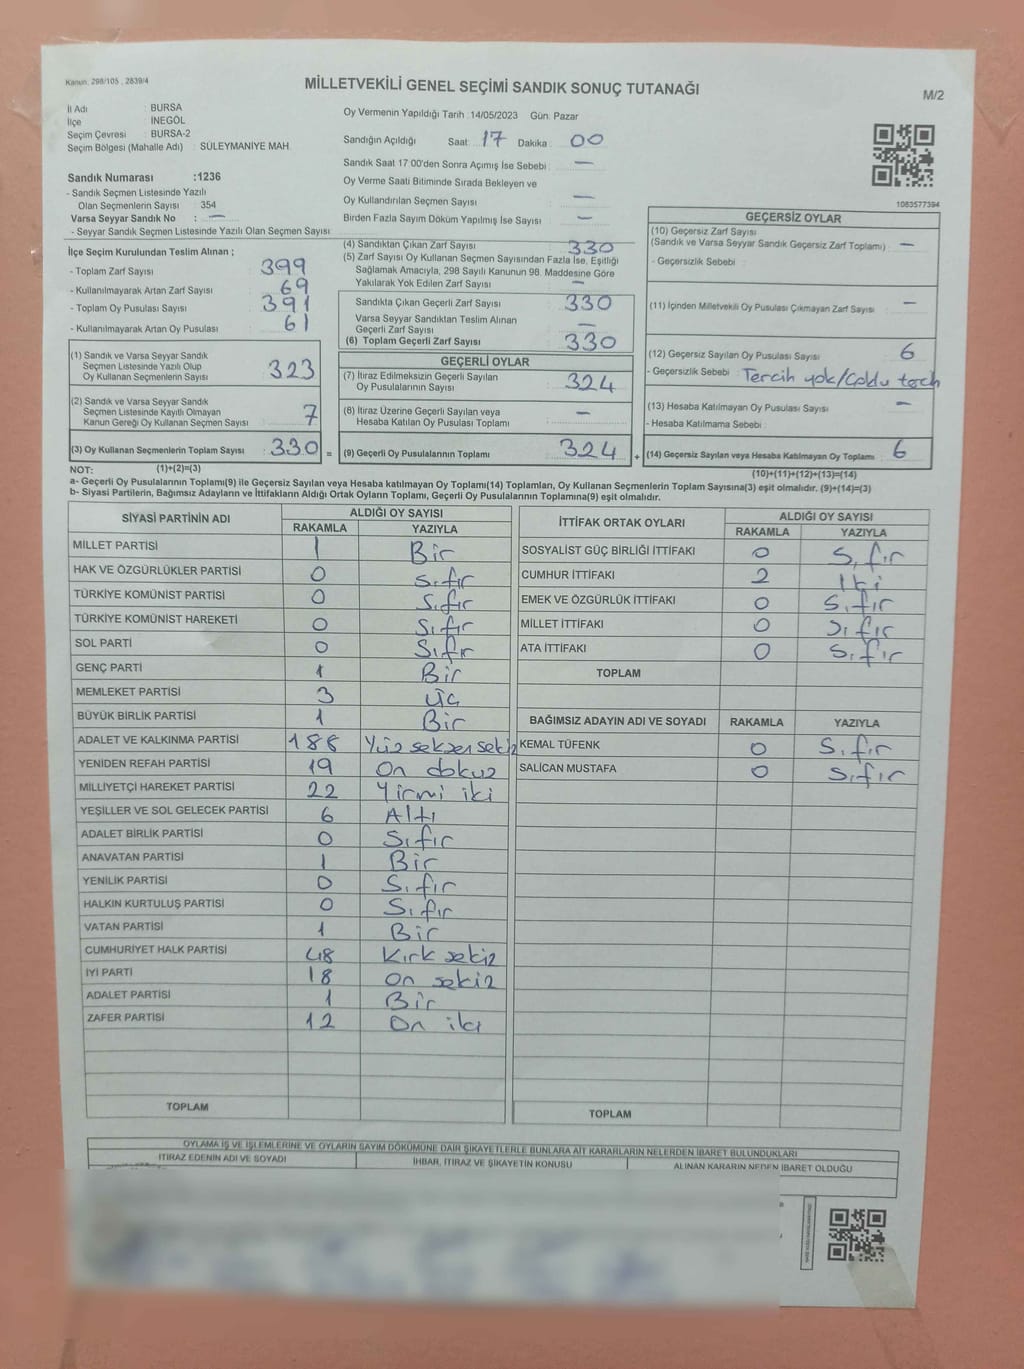 Kanun. 298/105 , 2839/4
MİLLETVEKİLİ GENEL SEÇİMİ SANDIK SONUÇ TUTANAĞI
M/2
İl Adı : BURSA
İlçe : İNEGÖL
Seçim Çevresi : BURSA-2
Seçim Bölgesi (Mahalle Adı) : SÜLEYMANİYE MAH.
Sandık Numarası :1236
- Sandık Seçmen Listesinde Yazılı
Olan Seçmenlerin Sayısı : 354
Varsa Seyyar Sandık No : —
- Seyyar Sandık Seçmen Listesinde Yazılı Olan Seçmen Sayısı
Oy Vermenin Yapıldığı Tarih :14/05/2023 Gün: Pazar
Sandığın Açıldığı Saat: 17 Dakika : 00
Sandık Saat 17:00'den Sonra Açımış İse Sebebi : —
Oy Verme Saati Bitiminde Sırada Bekleyen ve
Oy Kullandırılan Seçmen Sayısı : —
Birden Fazla Sayım Döküm Yapılmış İse Sayısı : —
1083577394
İlçe Seçim Kurulundan Teslim Alınan ;
- Toplam Zarf Sayısı : 399
- Kullanılmayarak Artan Zarf Sayısı : 69
- Toplam Oy Pusulası Sayısı : 391
- Kullanılmayarak Artan Oy Pusulası : 61
(4) Sandıktan Çıkan Zarf Sayısı : 330
(5) Zarf Sayısı Oy Kullanan Seçmen Sayısından Fazla İse, Eşitliği
Sağlamak Amacıyla, 298 Sayılı Kanunun 98. Maddesine Göre
Yakılarak Yok Edilen Zarf Sayısı : —
Sandıkta Çıkan Geçerli Zarf Sayısı : 330
Varsa Seyyar Sandıktan Teslim Alınan
Geçerli Zarf Sayısı : —
(6) Toplam Geçerli Zarf Sayısı : 330
GEÇERSİZ OYLAR
(10) Geçersiz Zarf Sayısı
(Sandık ve Varsa Seyyar Sandık Geçersiz Zarf Toplamı) : —
- Geçersizlik Sebebi :
(11) İçinden Milletvekili Oy Pusulası Çıkmayan Zarf Sayısı : —
(12) Geçersiz Sayılan Oy Pusulası Sayısı : 6
- Geçersizlik Sebebi : Tercih yok/
(13) Hesaba Katılmayan Oy Pusulası Sayısı : —
- Hesaba Katılmama Sebebi :
(14) Geçersiz Sayılan veya Hesaba Katılmayan Oy Toplamı : 6
(1) Sandık ve Varsa Seyyar Sandık
Seçmen Listesinde Yazılı Olup
Oy Kullanan Seçmenlerin Sayısı : 323
(2) Sandık ve Varsa Seyyar Sandık
Seçmen Listesinde Kayıtlı Olmayan
Kanun Gereği Oy Kullanan Seçmen Sayısı : 7
(3) Oy Kullanan Seçmenlerin Toplam Sayısı : 330 =
GEÇERLİ OYLAR
(7) İtiraz Edilmeksizin Geçerli Sayılan
Oy Pusulalarının Sayısı : 324
(8) İtiraz Üzerine Geçerli Sayılan veya
Hesaba Katılan Oy Pusulası Toplamı : —
(9) Geçerli Oy Pusulalarının Toplamı : 324 +
NOT: (1)+(2)=(3)
(10)+(11)+(12)+(13)=(14)
a- Geçerli Oy Pusulalarının Toplamı(9) ile Geçersiz Sayılan veya Hesaba katılmayan Oy Toplamı(14) Toplamları, Oy Kullanan Seçmenlerin Toplam Sayısına(3) eşit olmalıdır. (9)+(14)=(3)
b- Siyasi Partilerin, Bağımsız Adayların ve İttifakların Aldığı Ortak Oyların Toplamı, Geçerli Oy Pusulalarının Toplamına(9) eşit olmalıdır.
SİYASİ PARTİNİN ADI ALDIĞI OY SAYISI
RAKAMLA YAZIYLA
MİLLET PARTİSİ 1 Bir
HAK VE ÖZGÜRLÜKLER PARTİSİ 0 Sıfır
TÜRKİYE KOMÜNİST PARTİSİ 0 Sıfır
TÜRKİYE KOMÜNİST HAREKETİ 0 Sıfır
SOL PARTİ 0 Sıfır
GENÇ PARTİ 1 Bir
MEMLEKET PARTİSİ 3 Üç
BÜYÜK BİRLİK PARTİSİ 1 Bir
ADALET VE KALKINMA PARTİSİ 188 Yüz seksen sekiz
YENİDEN REFAH PARTİSİ 19 On dokuz
MİLLİYETÇİ HAREKET PARTİSİ 22 Yirmi iki
YEŞİLLER VE SOL GELECEK PARTİSİ 6 Altı
ADALET BİRLİK PARTİSİ 0 Sıfır
ANAVATAN PARTİSİ 1 Bir
YENİLİK PARTİSİ 0 Sıfır
HALKIN KURTULUŞ PARTİSİ 0 Sıfır
VATAN PARTİSİ 1 Bir
CUMHURİYET HALK PARTİSİ 48 Kırk sekiz
İYİ PARTİ 18 On sekiz
ADALET PARTİSİ 1 Bir
ZAFER PARTİSİ 12 On iki
TOPLAM
İTTİFAK ORTAK OYLARI ALDIĞI OY SAYISI
RAKAMLA YAZIYLA
SOSYALİST GÜÇ BİRLİĞİ İTTİFAKI 0 Sıfır
CUMHUR İTTİFAKI 2 İki
EMEK VE ÖZGÜRLÜK İTTİFAKI 0 Sıfır
MİLLET İTTİFAKI 0 Sıfır
ATA İTTİFAKI 0 Sıfır
TOPLAM
BAĞIMSIZ ADAYIN ADI VE SOYADI RAKAMLA YAZIYLA
KEMAL TÜFENK 0 Sıfır
SALİCAN MUSTAFA 0 Sıfır
TOPLAM
OYLAMA İŞ VE İŞLEMLERİNE VE OYLARIN SAYIM DÖKÜMÜNE DAİR ŞİKAYETLERLE BUNLARA AİT KARARLARIN NELERDEN İBARET BULUNDUKLARI
İTİRAZ EDENİN ADI VE SOYADI İHBAR, İTİRAZ VE ŞİKAYETİN KONUSU ALINAN KARARIN NEDEN İBARET OLDUĞU